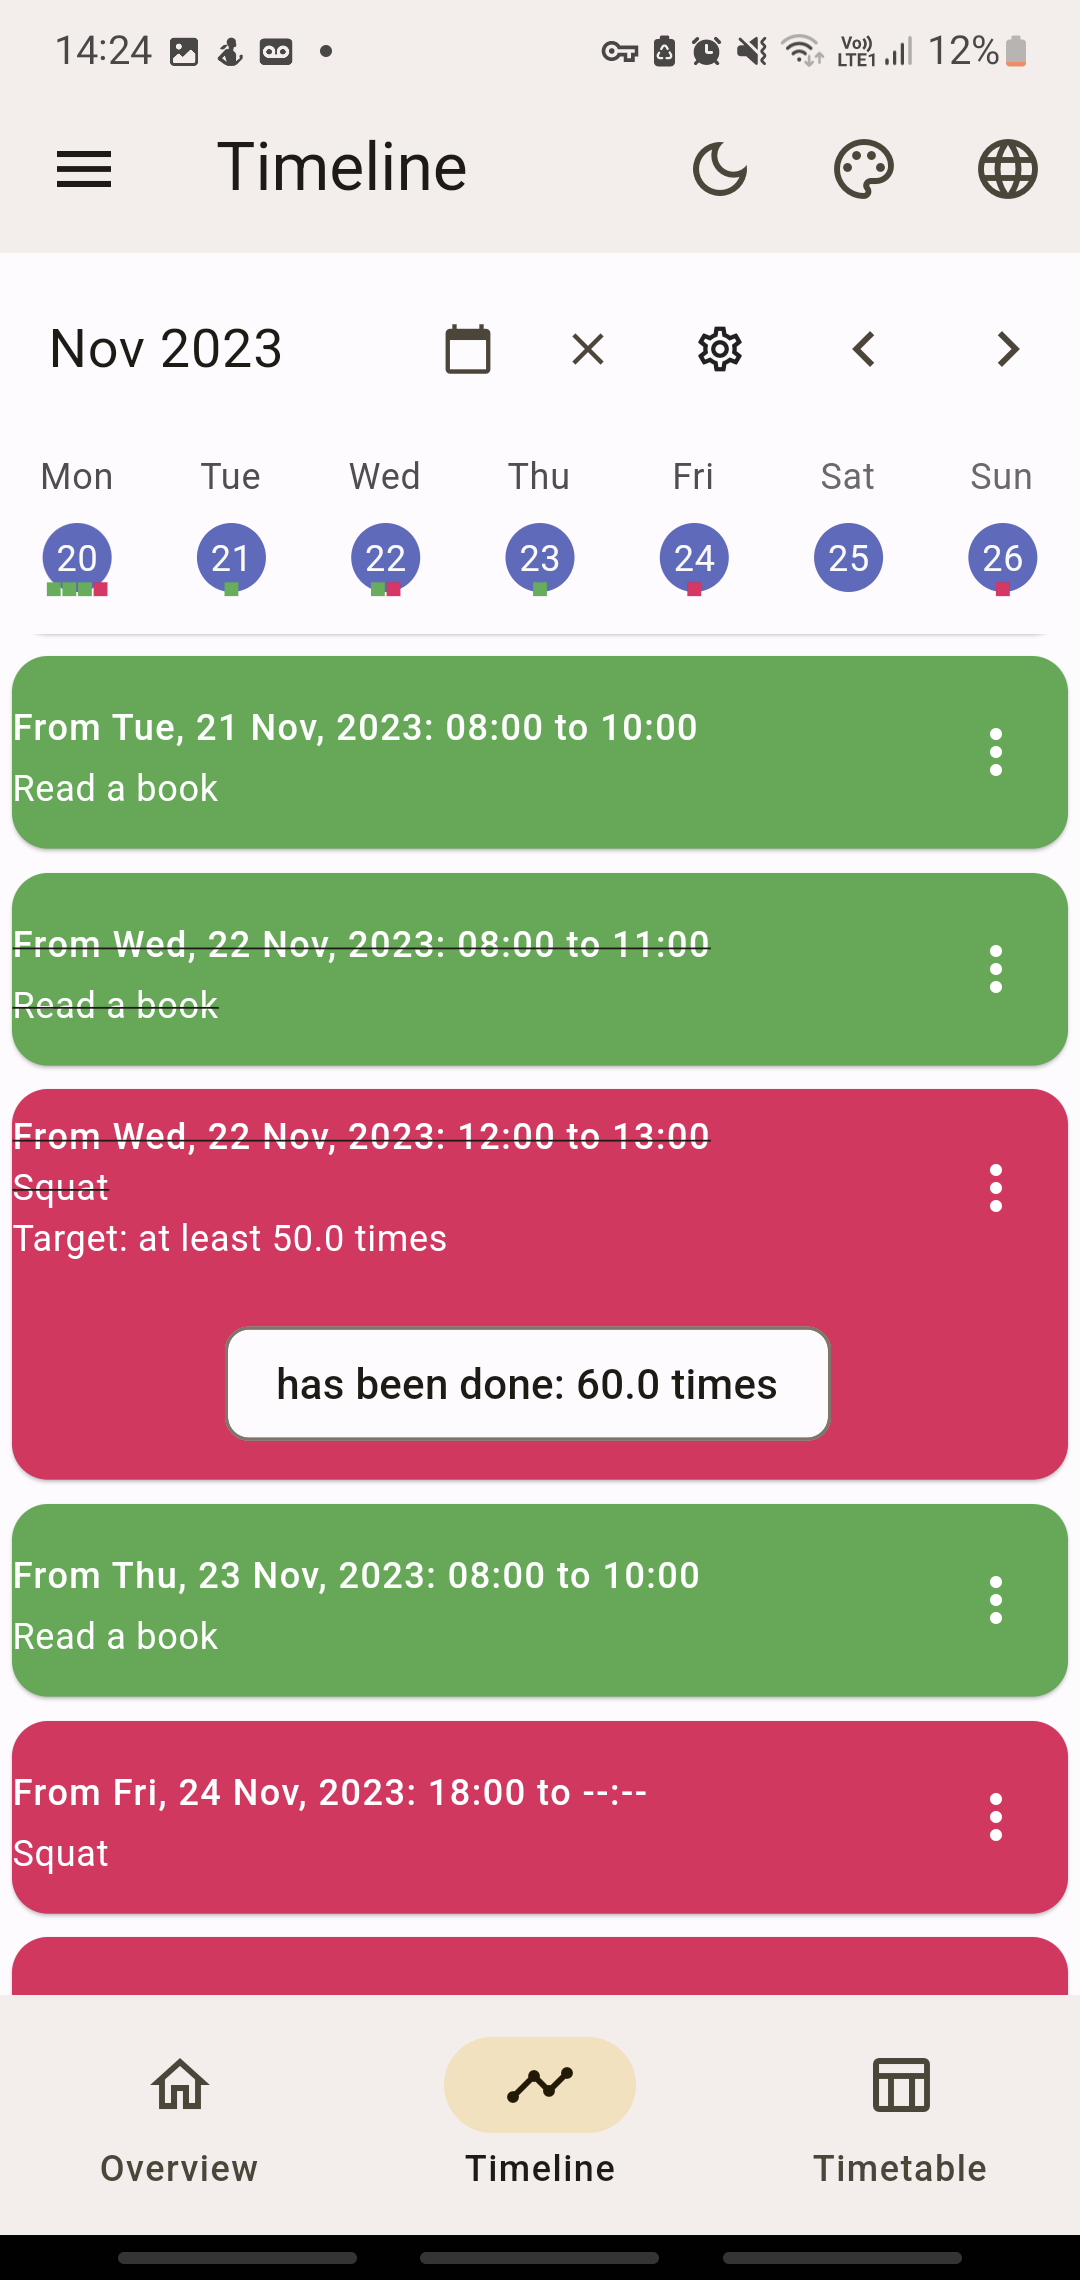 14:24 Vo)) LTE1 12%
Timeline
Nov 2023
Mon Tue Wed Thu Fri Sat Sun
20 21 22 23 24 25 26
From Tue, 21 Nov, 2023: 08:00 to 10:00
Read a book
From Wed, 22 Nov, 2023: 08:00 to 11:00
Read a book
From Wed, 22 Nov, 2023: 12:00 to 13:00
Squat
Target: at least 50.0 times
has been done: 60.0 times
From Thu, 23 Nov, 2023: 08:00 to 10:00
Read a book
From Fri, 24 Nov, 2023: 18:00 to --:--
Squat
Overview Timeline Timetable